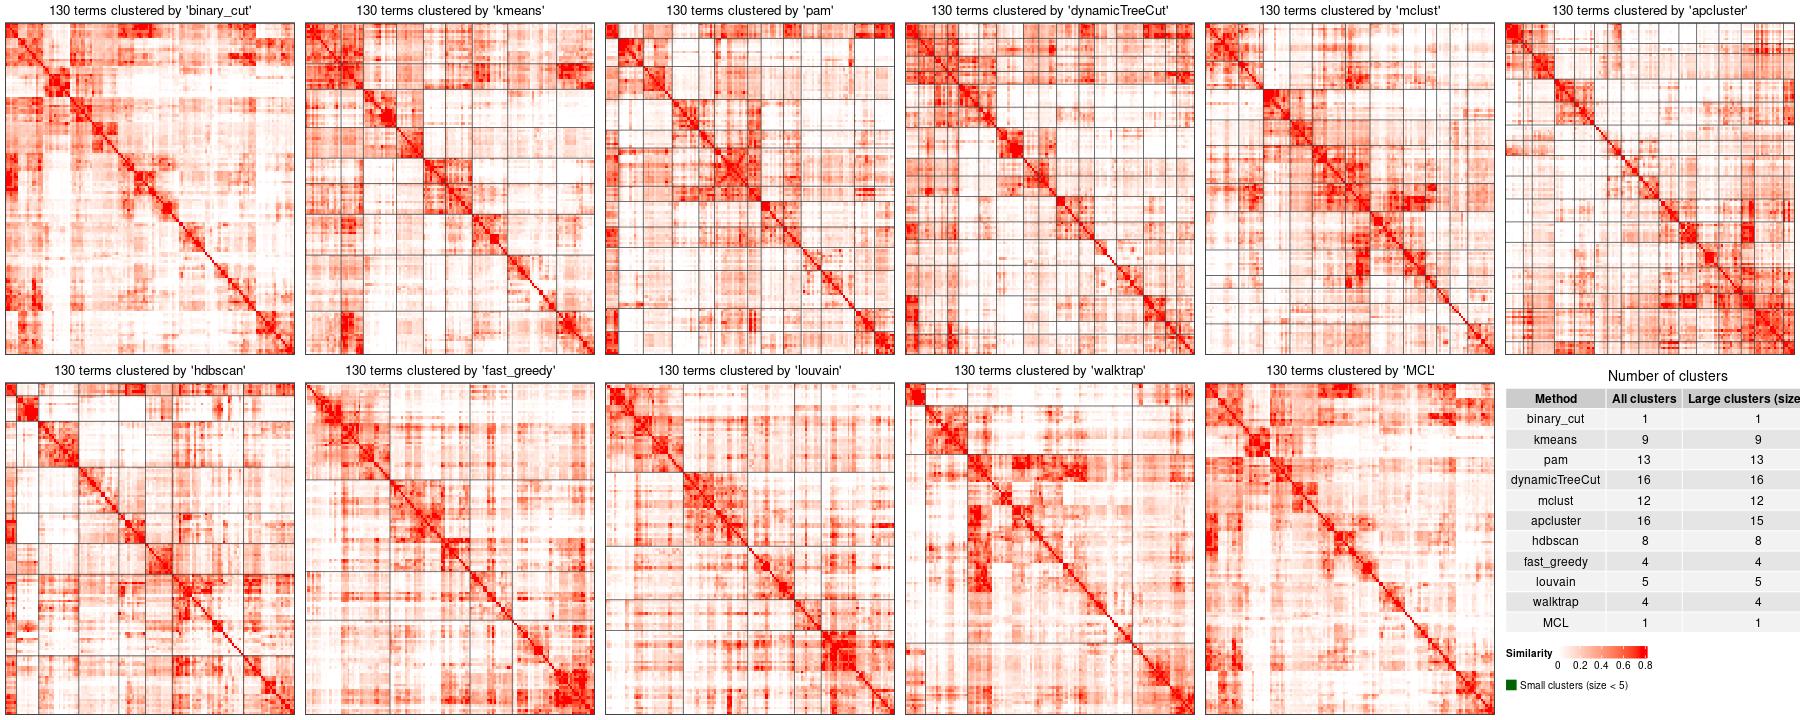 130 terms clustered by 'binary_cut'
130 terms clustered by 'kmeans'
130 terms clustered by 'pam'
130 terms clustered by 'dynamicTreeCut'
130 terms clustered by 'mclust'
130 terms clustered by 'apcluster'
130 terms clustered by 'hdbscan'
130 terms clustered by 'fast_greedy'
130 terms clustered by 'louvain'
130 terms clustered by 'walktrap'
130 terms clustered by 'MCL'
Number of clusters
Method All clusters Large clusters (size
binary_cut 1 1
kmeans 9 9
pam 13 13
dynamicTreeCut 16 16
mclust 12 12
apcluster 16 15
hdbscan 8 8
fast_greedy 4 4
louvain 5 5
walktrap 4 4
MCL 1 1
Similarity
0 0.2 0.4 0.6 0.8
Small clusters (size < 5)